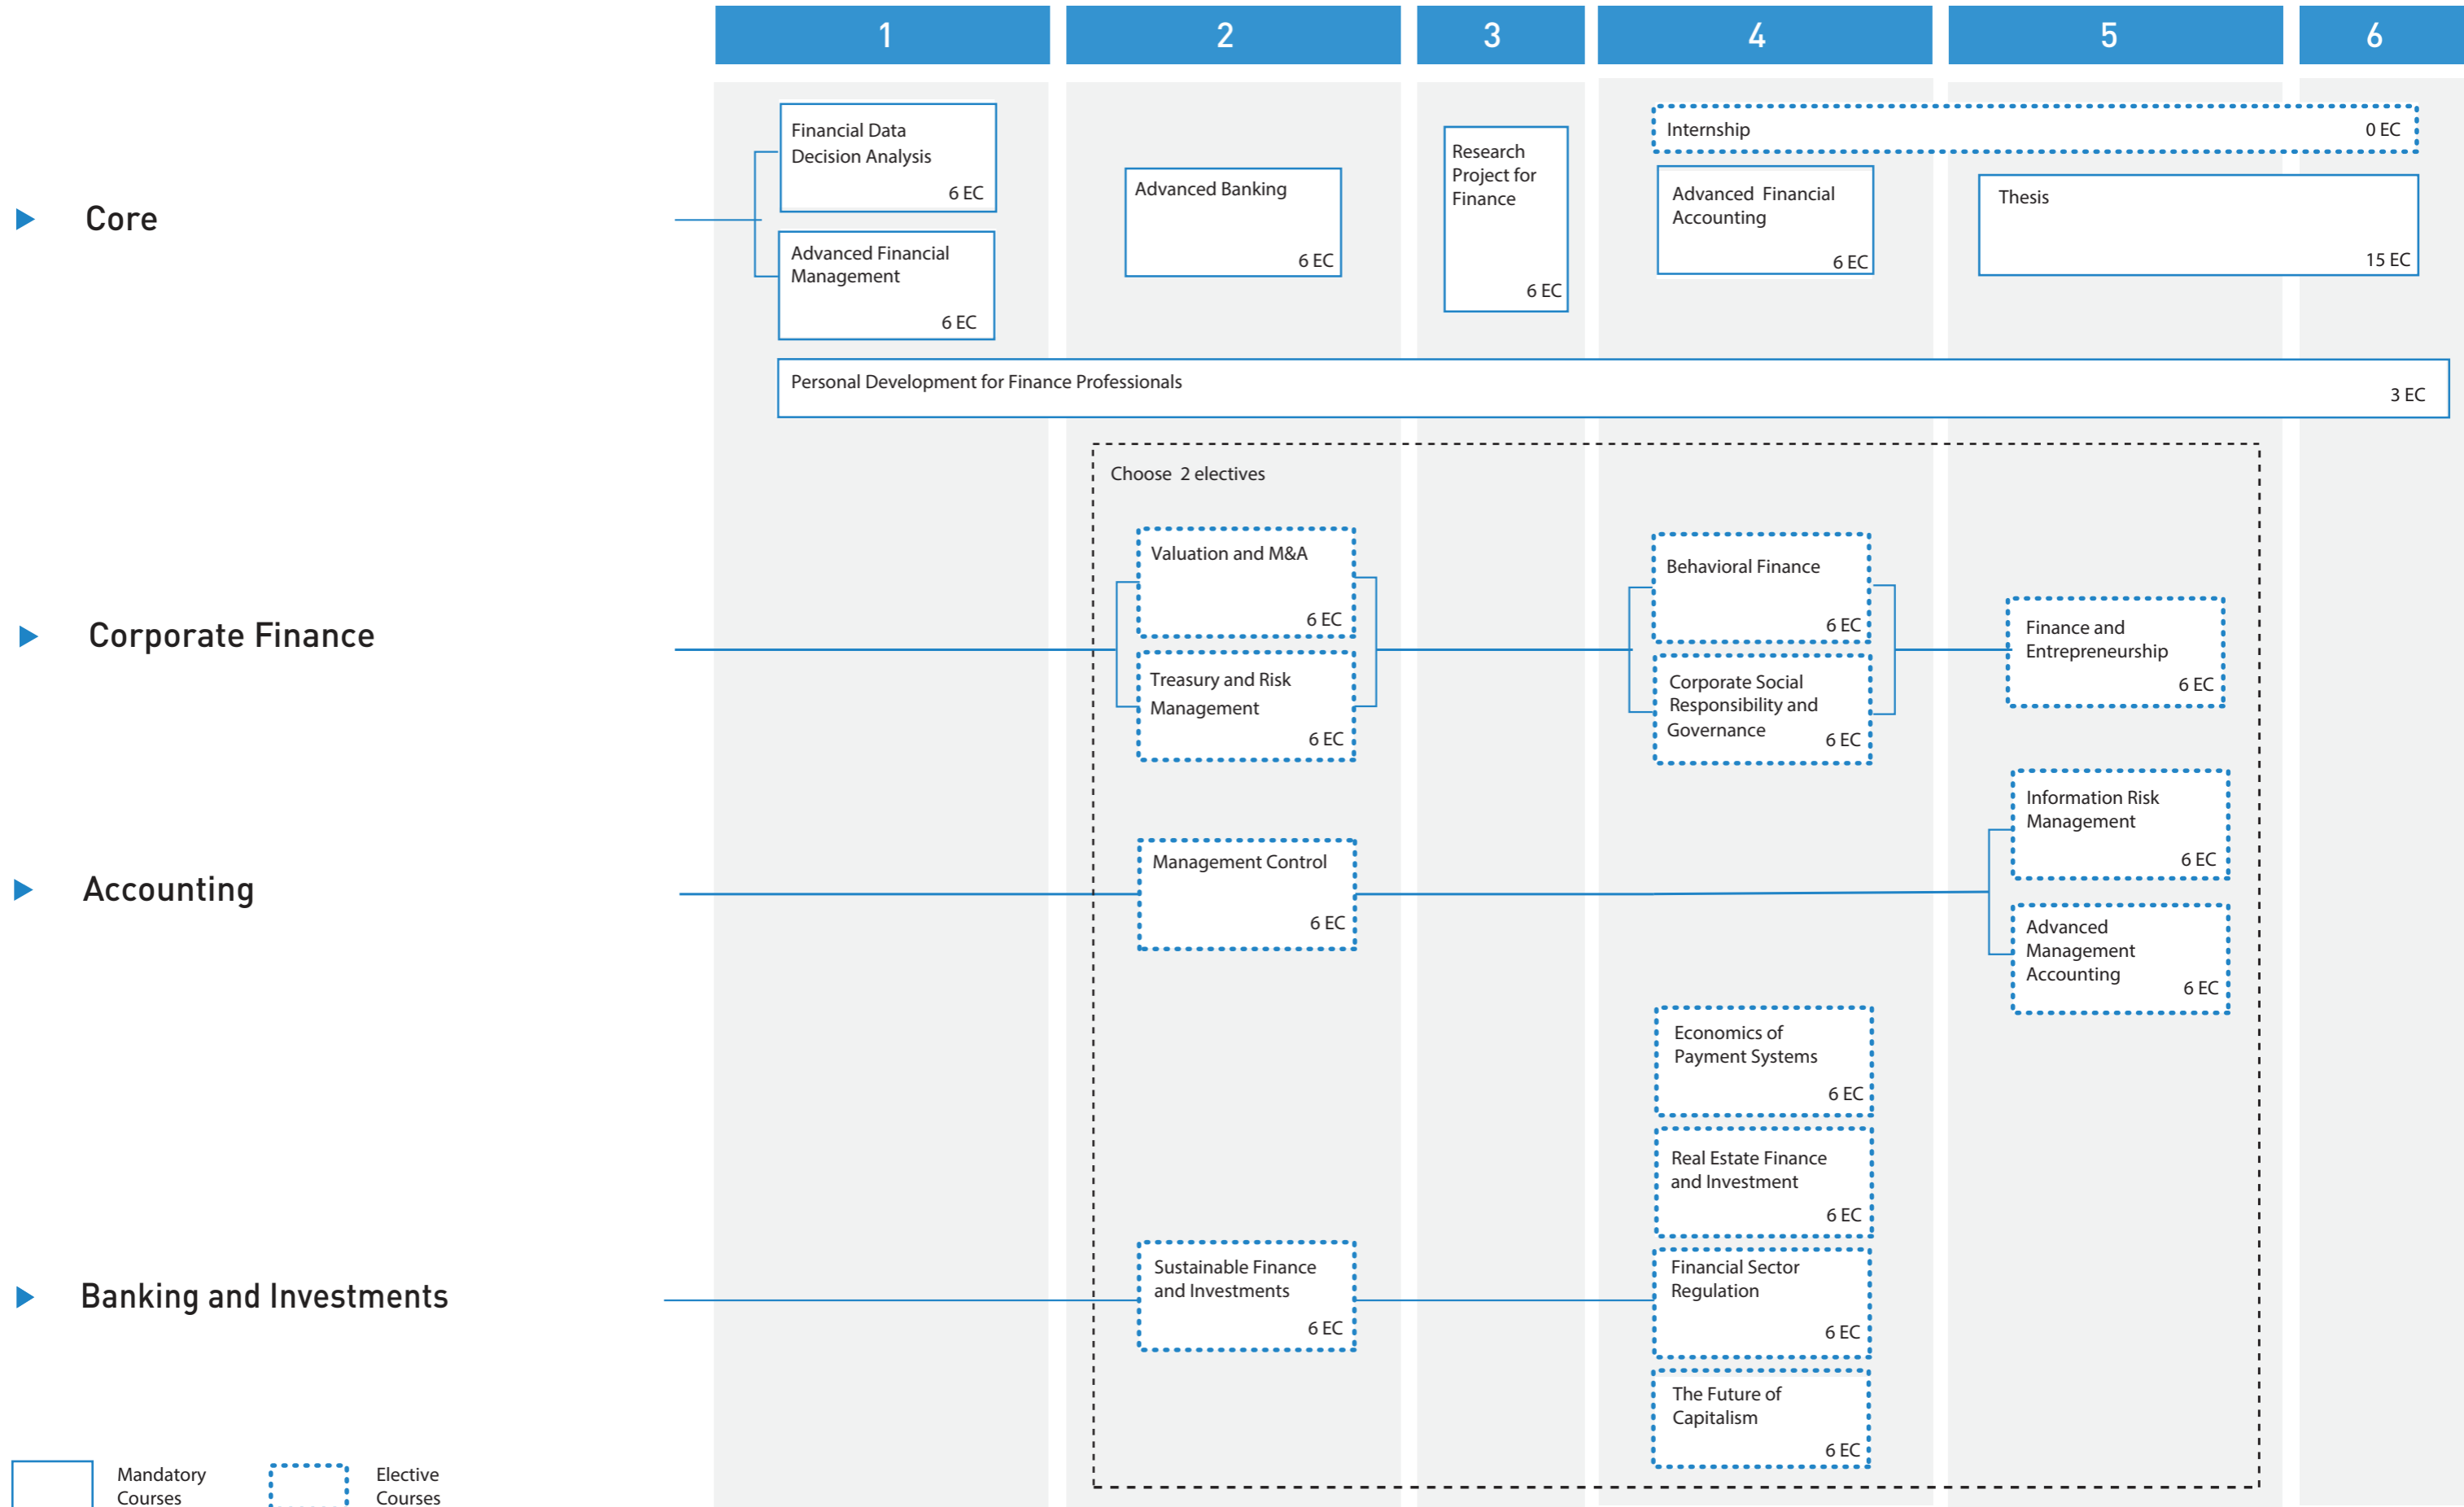 1
2
3
4
5
6
Core
Financial Data
Decision Analysis
6 EC
Advanced Financial
Management
6 EC
Advanced Banking
6 EC
Research
Project for
Finance
6 EC
Internship
0 EC
Advanced Financial
Accounting
6 EC
Thesis
15 EC
Personal Development for Finance Professionals
3 EC
Choose 2 electives
Corporate Finance
Valuation and M&A
6 EC
Treasury and Risk
Management
6 EC
Behavioral Finance
6 EC
Corporate Social
Responsibility and
Governance
6 EC
Finance and
Entrepreneurship
6 EC
Accounting
Management Control
6 EC
Information Risk
Management
6 EC
Advanced
Management
Accounting
6 EC
Banking and Investments
Sustainable Finance
and Investments
6 EC
Economics of
Payment Systems
6 EC
Real Estate Finance
and Investment
6 EC
Financial Sector
Regulation
6 EC
The Future of
Capitalism
6 EC
Mandatory
Courses
Elective
Courses